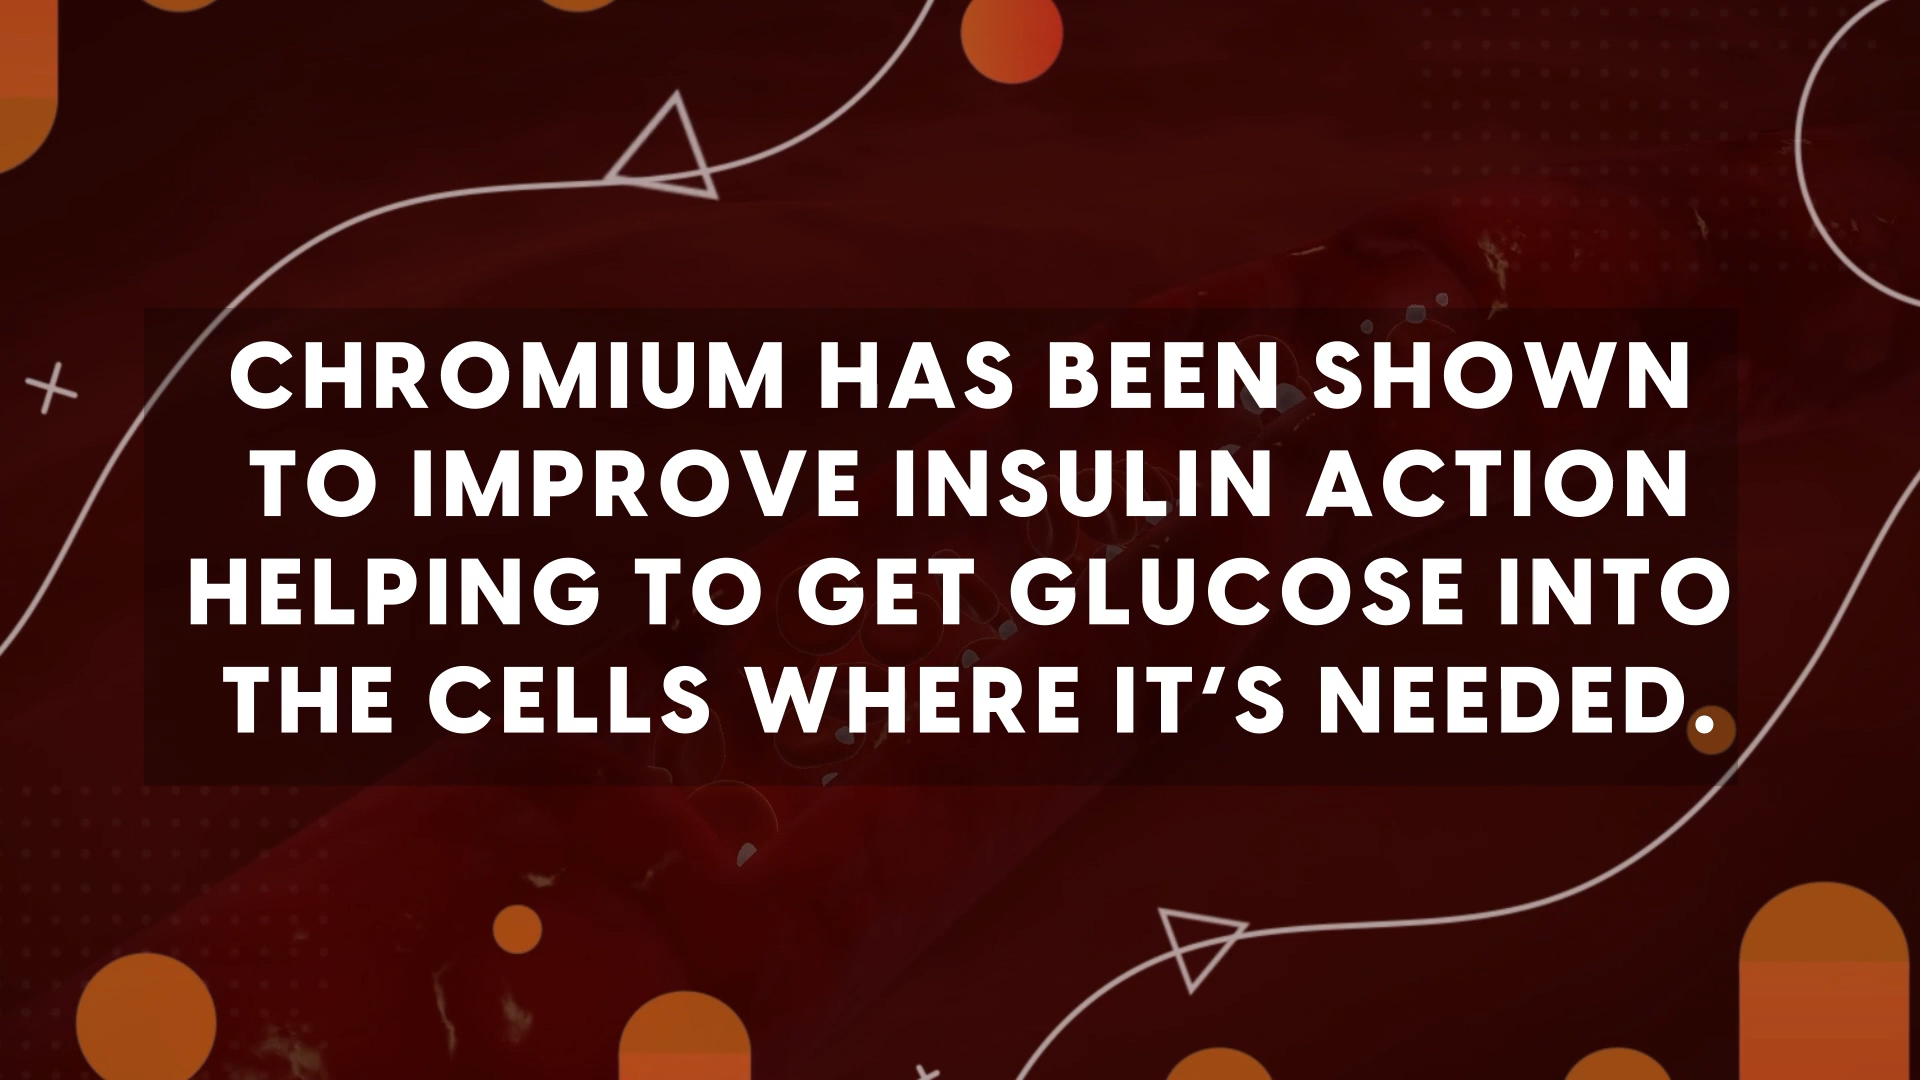 CHROMIUM HAS BEEN SHOWN
TO IMPROVE INSULIN ACTION
HELPING TO GET GLUCOSE INTO
THE CELLS WHERE IT’S NEEDED.